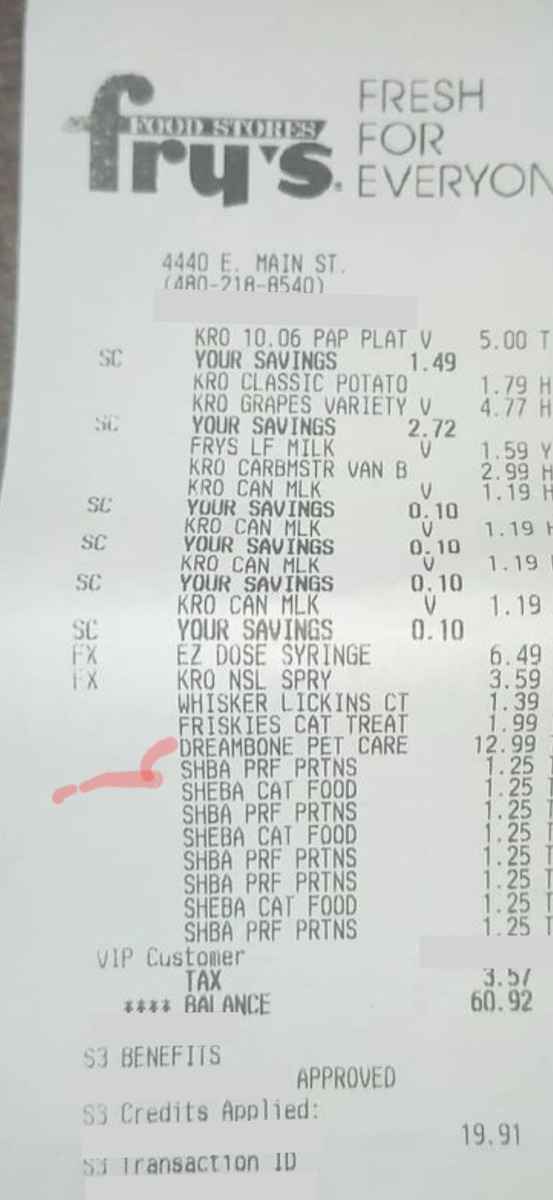 fry's
FOOD STORES
FRESH
FOR
EVERYON
4440 E. MAIN ST.
(480-218-8540)
KRO 10.06 PAP PLAT V 5.00 T
SC YOUR SAVINGS 1.49
KRO CLASSIC POTATO 1.79 H
KRO GRAPES VARIETY V 4.77 H
SC YOUR SAVINGS 2.72
FRYS LF MILK V 1.59 Y
KRO CARBMSTR VAN B 2.99 H
KRO CAN MLK V 1.19 H
SC YOUR SAVINGS 0.10
KRO CAN MLK V 1.19 H
SC YOUR SAVINGS 0.10
KRO CAN MLK V 1.19
SC YOUR SAVINGS 0.10
KRO CAN MLK V 1.19
SC YOUR SAVINGS 0.10
FX EZ DOSE SYRINGE 6.49
FX KRO NSL SPRY 3.59
WHISKER LICKINS CT 1.39
FRISKIES CAT TREAT 1.99
DREAMBONE PET CARE 12.99 T
SHBA PRF PRTNS 1.25 T
SHEBA CAT FOOD 1.25 T
SHBA PRF PRTNS 1.25 T
SHEBA CAT FOOD 1.25 T
SHBA PRF PRTNS 1.25 T
SHBA PRF PRTNS 1.25 T
SHEBA CAT FOOD 1.25 T
SHBA PRF PRTNS 1.25 T
VIP Customer
TAX 3.57
**** BALANCE 60.92
S3 BENEFITS
APPROVED
S3 Credits Applied:
19.91
S3 Transaction ID